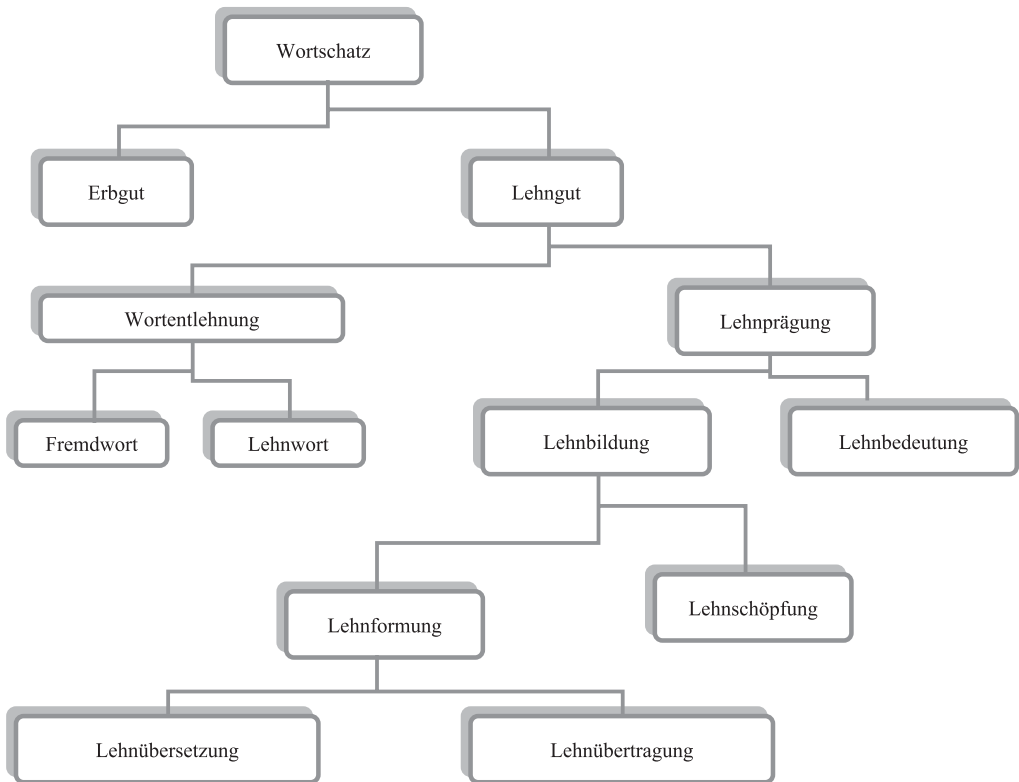 Wortschatz
Erbgut
Lehngut
Wortentlehnung
Lehnprägung
Fremdwort
Lehnwort
Lehnbildung
Lehnbedeutung
Lehnformung
Lehnschöpfung
Lehnübersetzung
Lehnübertragung